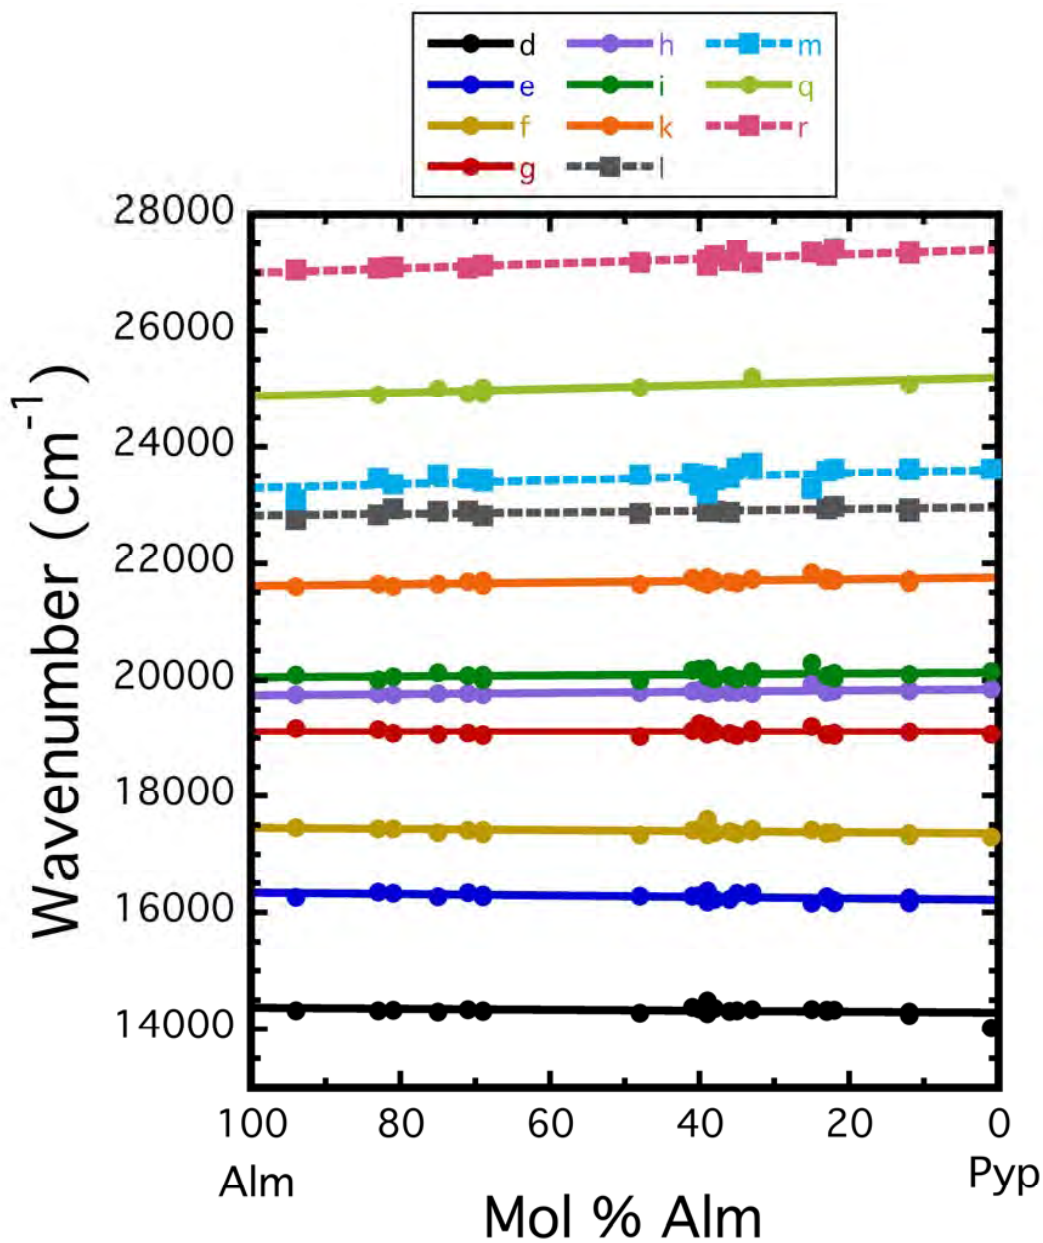 d h m
e i q
f k r
g l
28000
26000
24000
22000
20000
18000
16000
14000
Wavenumber (cm⁻¹)
100 80 60 40 20 0
Alm Pyp
Mol % Alm